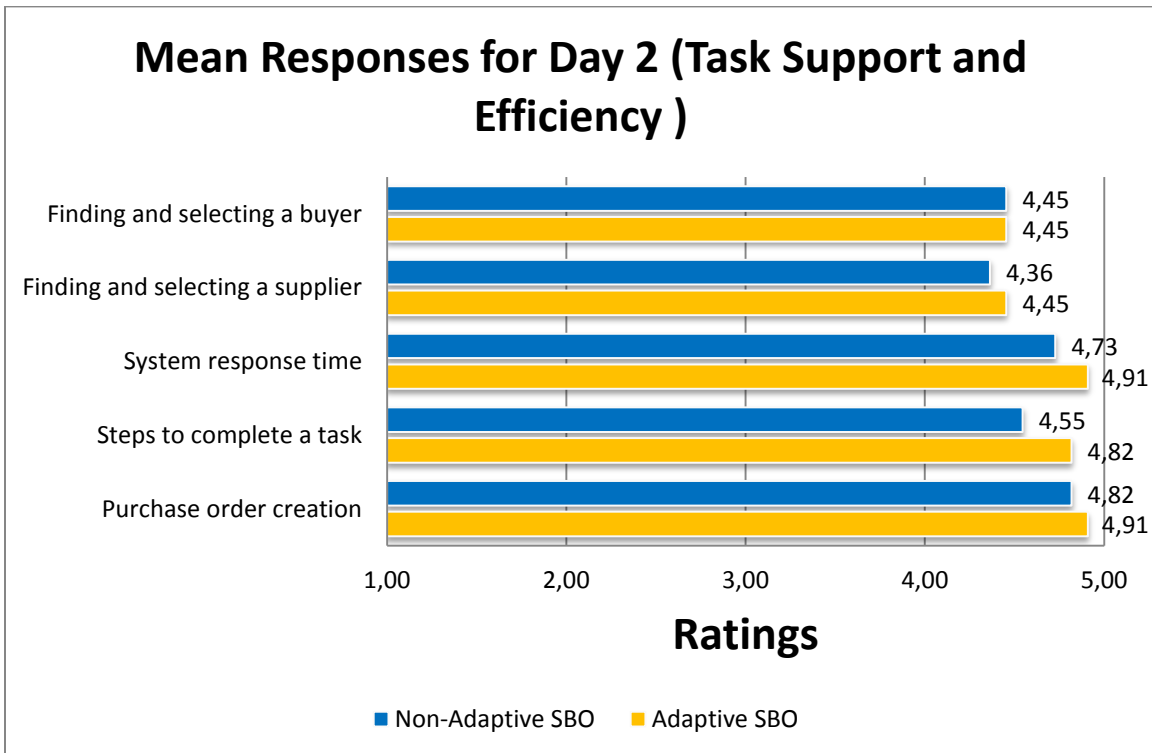 Mean Responses for Day 2 (Task Support and
Efficiency )
Finding and selecting a buyer
4,45
4,45
Finding and selecting a supplier
4,36
4,45
System response time
4,73
4,91
Steps to complete a task
4,55
4,82
Purchase order creation
4,82
4,91
1,00 2,00 3,00 4,00 5,00
Ratings
Non-Adaptive SBO Adaptive SBO